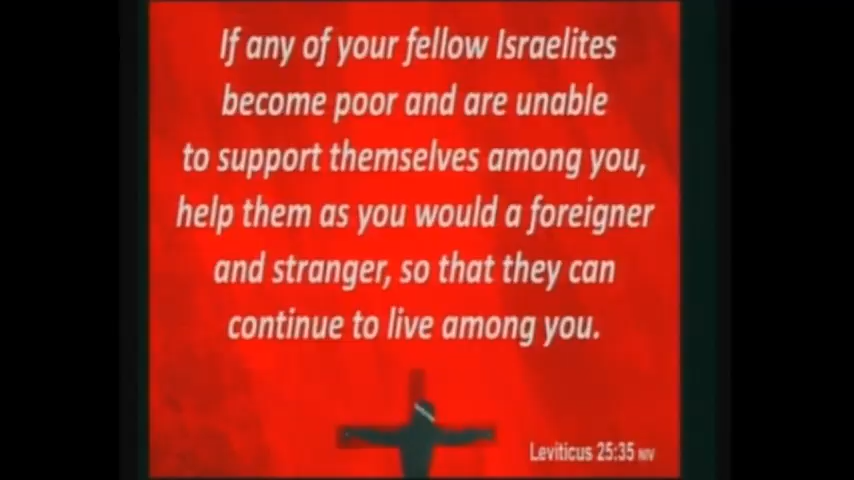 If any of your fellow Israelites
become poor and are unable
to support themselves among you,
help them as you would a foreigner
and stranger, so that they can
continue to live among you.
Leviticus 25:35 NIV